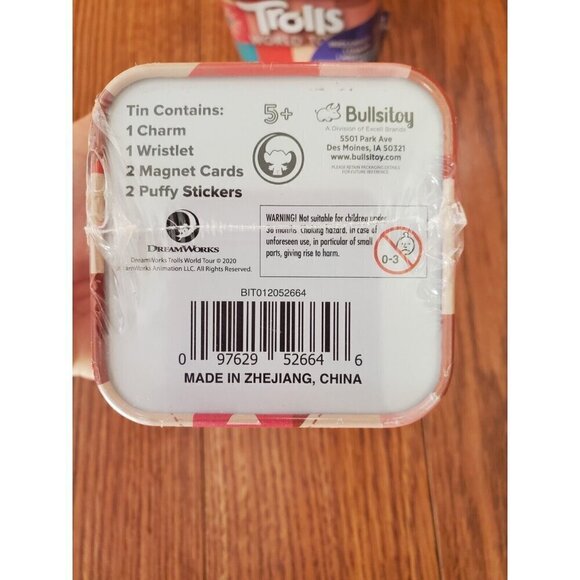 Trolls
WORLD TOUR
Tin Contains:
1 Charm
1 Wristlet
2 Magnet Cards
2 Puffy Stickers
5+
Bullsitoy
A Division of Excell Brands
5501 Park Ave
Des Moines, IA 50321
www.bullsitoy.com
PLEASE RETAIN PACKAGING DETAILS
FOR FUTURE REFERENCE
DREAMWORKS
DreamWorks Trolls World Tour © 2020
DreamWorks Animation LLC. All Rights Reserved.
WARNING! Not suitable for children under
36 months. Choking hazard. In case of
unforeseen use, in particular of small
parts, giving rise to harm.
0-3
BIT012052664
0 97629 52664 6
MADE IN ZHEJIANG, CHINA